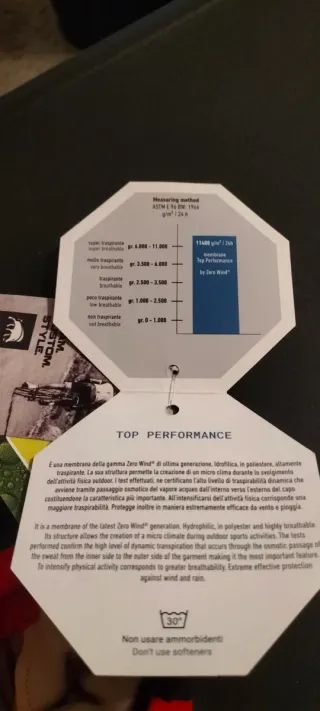 Measuring method
ASTM E 96 BW: 1966
g/m² / 24 h
super traspirante
super breathable
gr. 6.000 - 11.000
11400 g/m² / 24h
membrane
Top Performance
by Zero Wind®
molto traspirante
very breathable
gr. 3.500 - 6.000
traspirante
breathable
gr. 2.500 - 3.500
poco traspirante
low breathable
gr. 1.000 - 2.500
non traspirante
not breathable
gr. 0 - 1.000
STOM.
STYLE.
TOP PERFORMANCE
È una membrana della gamma Zero Wind® di ultima generazione. Idrofilica, in poliestere, altamente
traspirante. La sua struttura permette la creazione di un micro clima durante lo svolgimento
dell'attività fisica outdoor. I test effettuati, ne certificano l'alto livello di traspirabilità dinamica che
avviene tramite passaggio osmotico del vapore acqueo dall'interno verso l'esterno del capo
costituendone la caratteristica più importante. All'intensificarsi dell'attività fisica corrisponde una
maggiore traspirabilità. Protegge inoltre in maniera estremamente efficace da vento e pioggia.
It is a membrane of the latest Zero Wind® generation. Hydrophilic, in polyester and highly breathable.
Its structure allows the creation of a micro climate during outdoor sports activities. The tests
performed confirm the high level of dynamic transpiration that occurs through the osmotic passage of
the sweat from the inner side to the outer side of the garment making it the most important feature.
To intensify physical activity corresponds to greater breathability. Extreme effective protection
against wind and rain.
30°
Non usare ammorbidenti
Don't use softeners